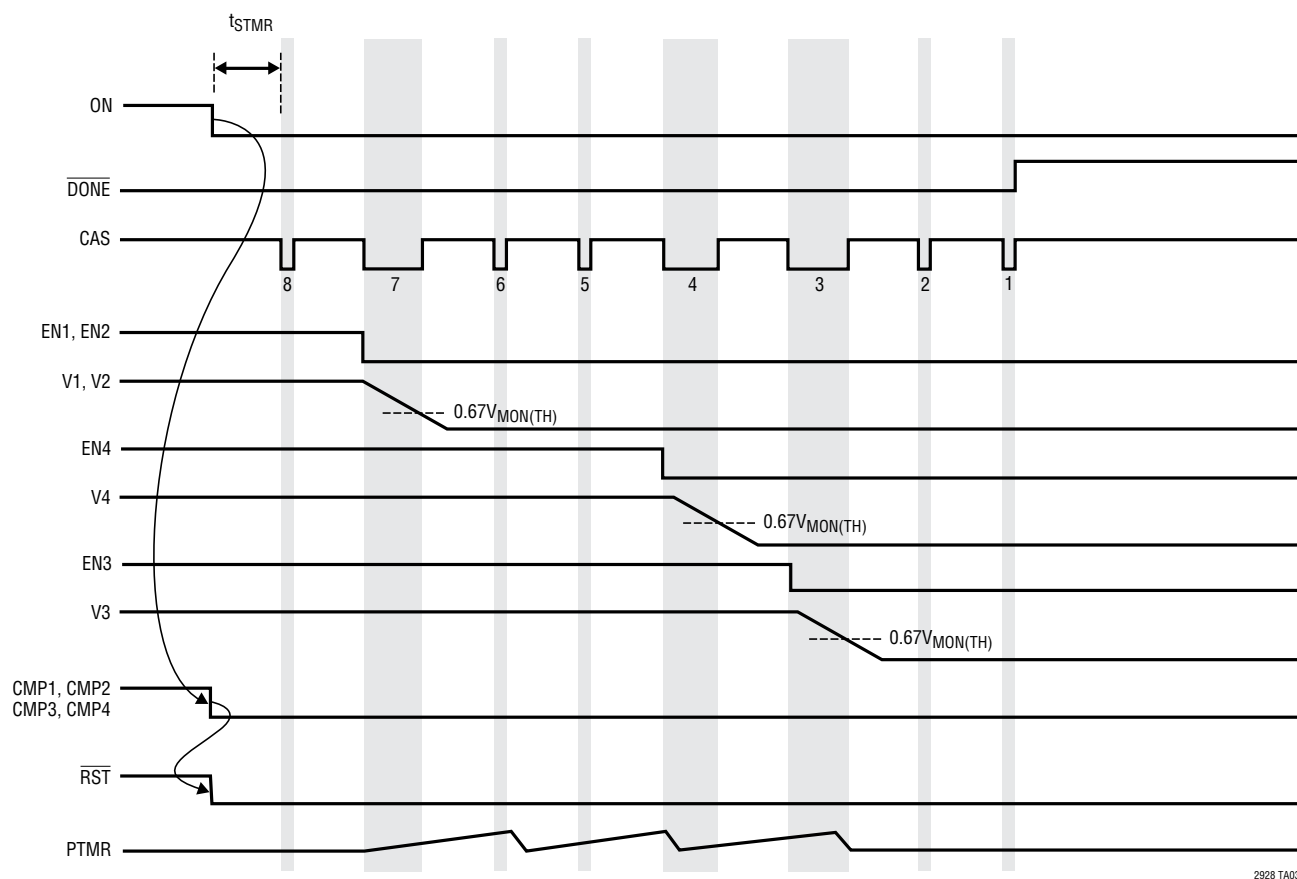 tSTMR
ON
DONE
CAS
8 7 6 5 4 3 2 1
EN1, EN2
V1, V2
0.67VMON(TH)
EN4
V4
0.67VMON(TH)
EN3
V3
0.67VMON(TH)
CMP1, CMP2
CMP3, CMP4
RST
PTMR
2928 TA03